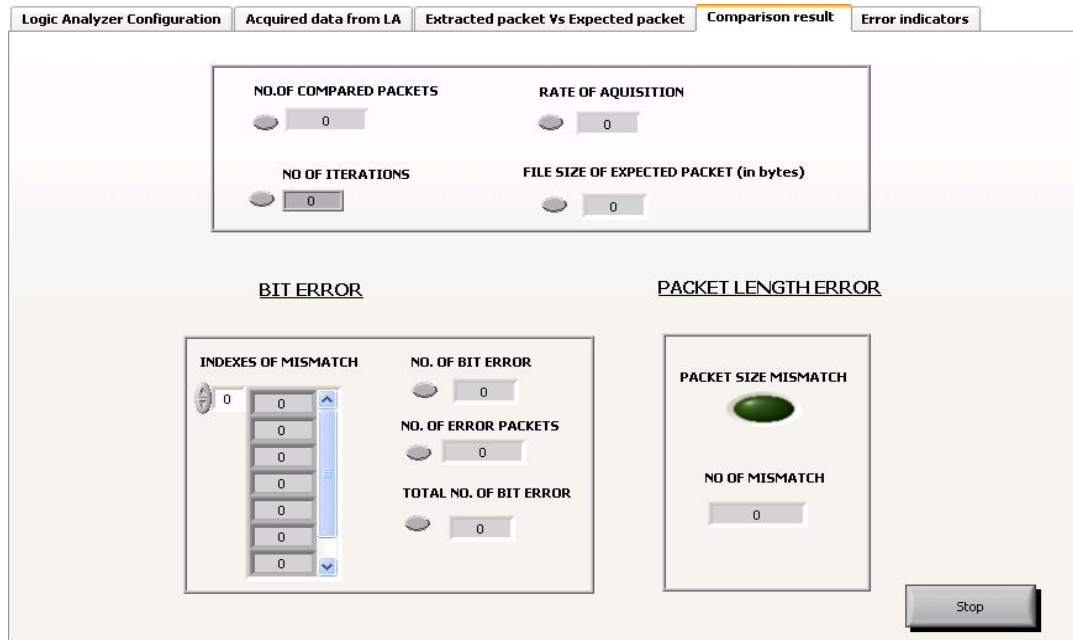 Logic Analyzer Configuration
Acquired data from LA
Extracted packet Vs Expected packet
Comparison result
Error indicators
NO.OF COMPARED PACKETS
0
RATE OF AQUISITION
0
NO OF ITERATIONS
0
FILE SIZE OF EXPECTED PACKET (in bytes)
0
BIT ERROR
INDEXES OF MISMATCH
0
0
0
0
0
0
0
0
NO. OF BIT ERROR
0
NO. OF ERROR PACKETS
0
TOTAL NO. OF BIT ERROR
0
PACKET LENGTH ERROR
PACKET SIZE MISMATCH
NO OF MISMATCH
0
Stop